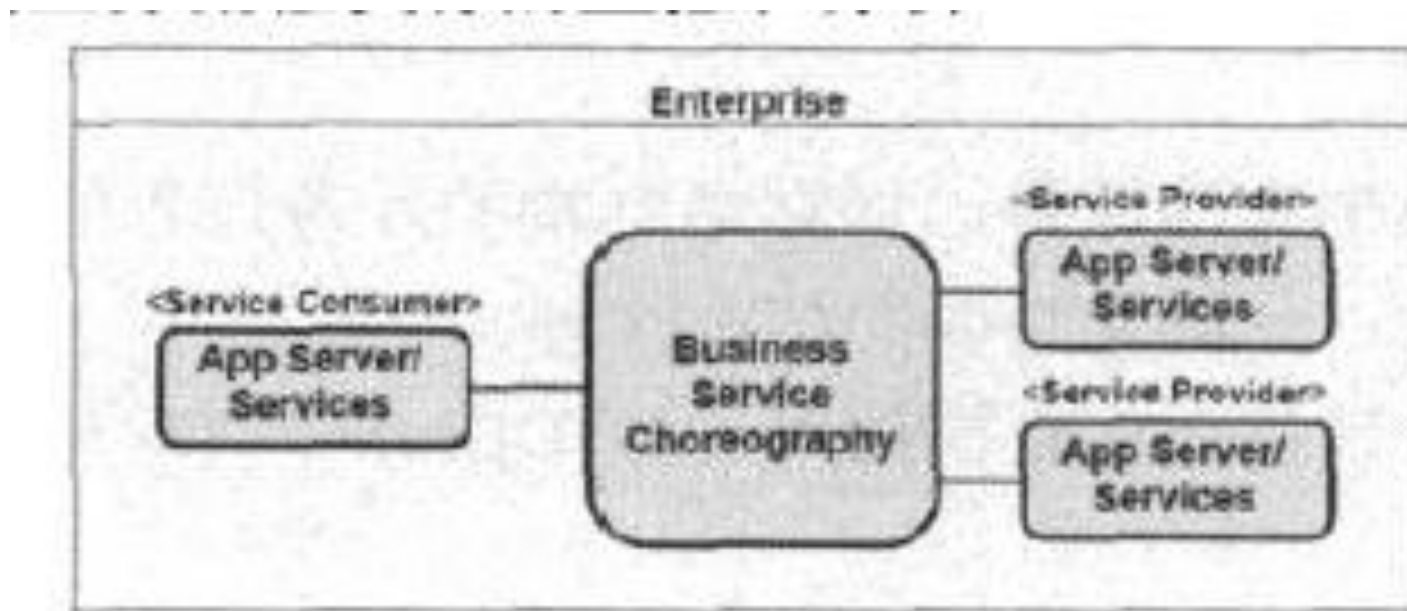 Enterprise
<Service Consumer>
App Server/
Services
Business
Service
Choreography
<Service Provider>
App Server/
Services
<Service Provider>
App Server/
Services